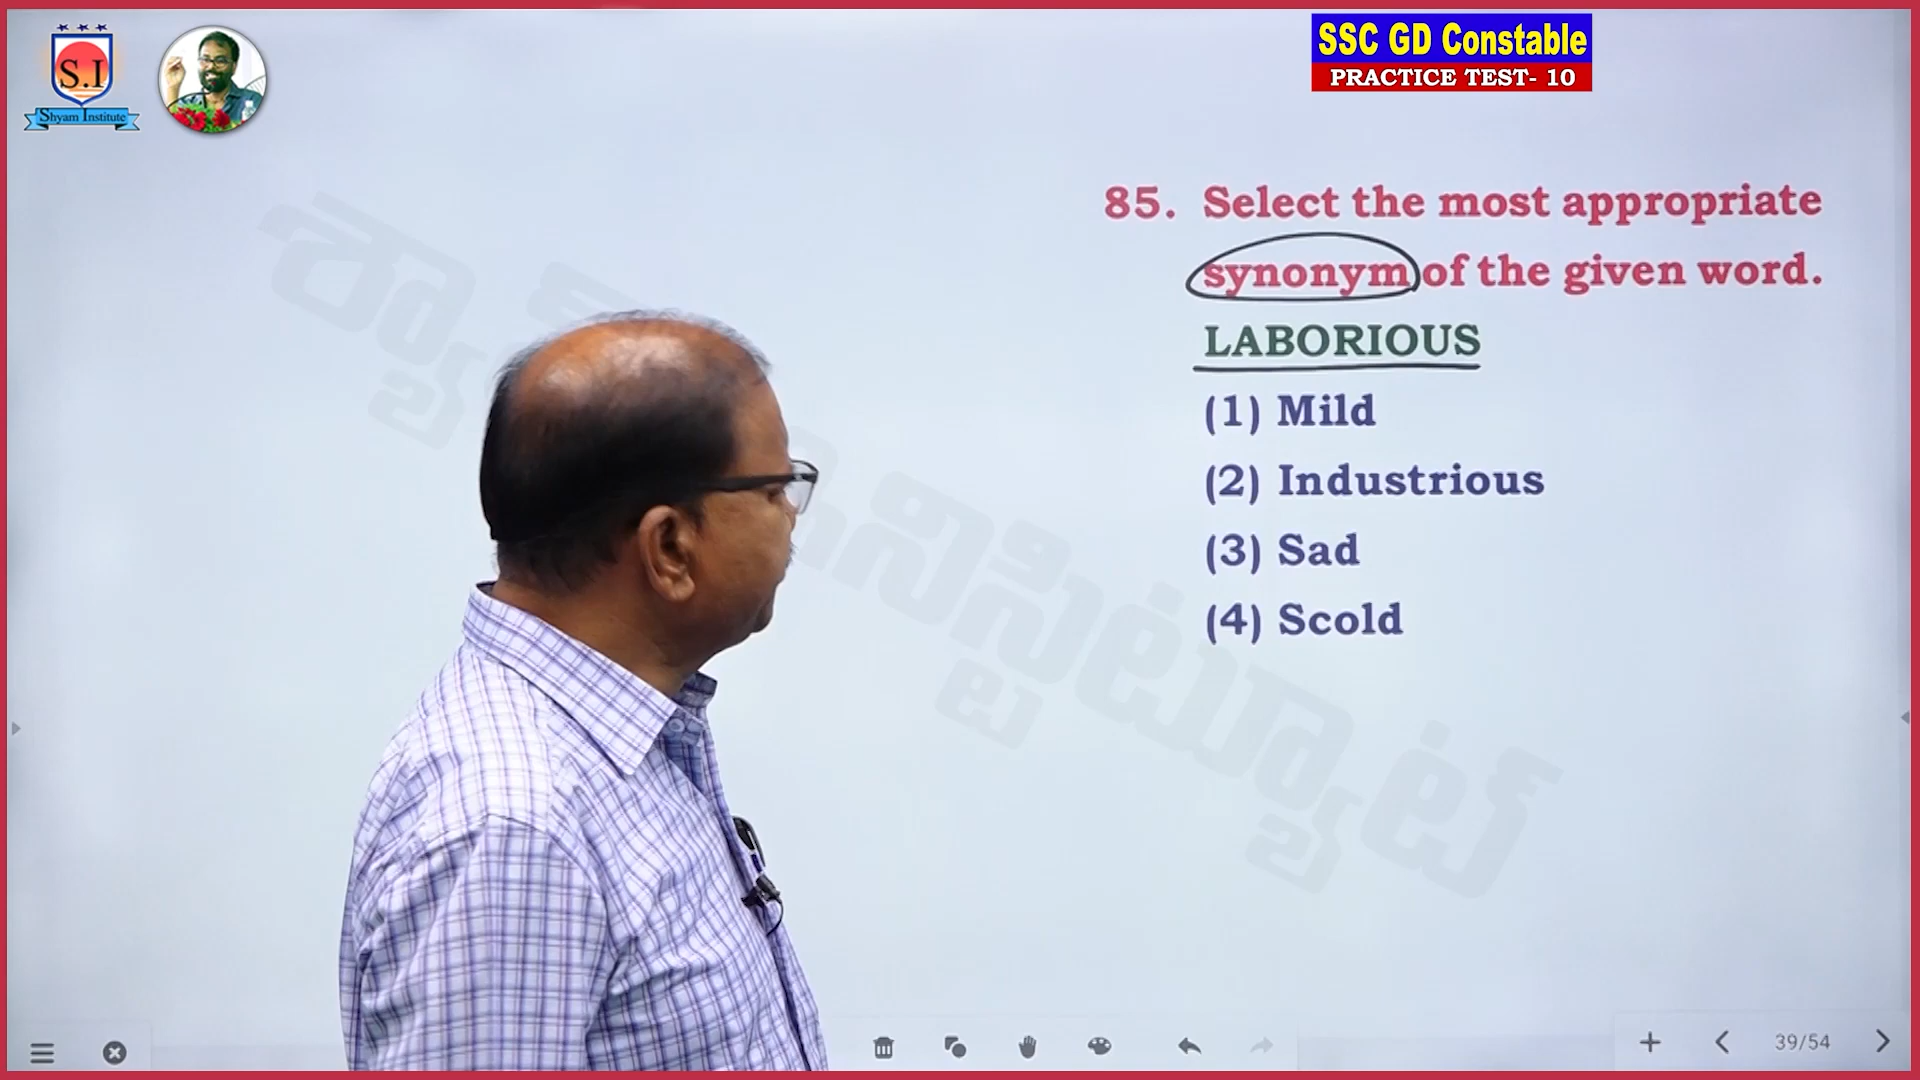 S.I
Shyam Institute
SSC GD Constable
PRACTICE TEST- 10
85. Select the most appropriate
synonym of the given word.
LABORIOUS
(1) Mild
(2) Industrious
(3) Sad
(4) Scold
శ్యామ్ ఇన్‌స్టిట్యూట్
39/54